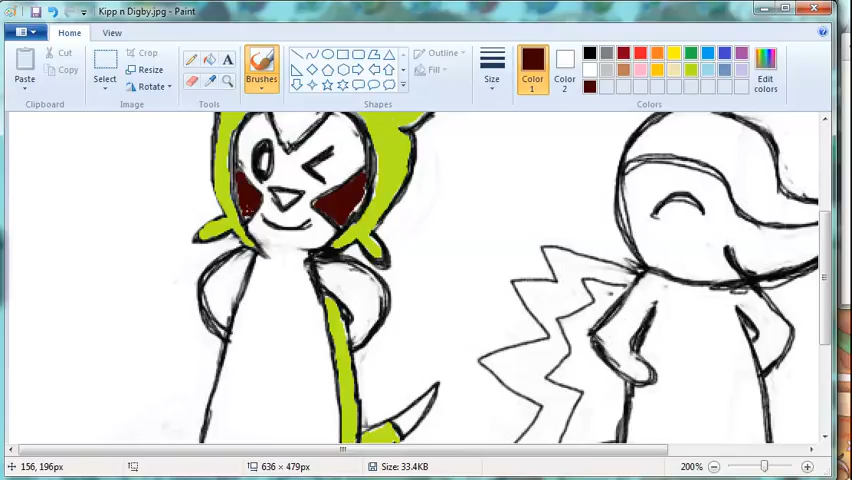 Kipp n Digby.jpg - Paint
Home
View
Paste
Cut
Copy
Clipboard
Select
Crop
Resize
Rotate
Image
A
Tools
Brushes
Outline
Fill
Shapes
Size
Color 1
Color 2
Edit colors
Colors
156, 196px
636 × 479px
Size: 33.4KB
200%